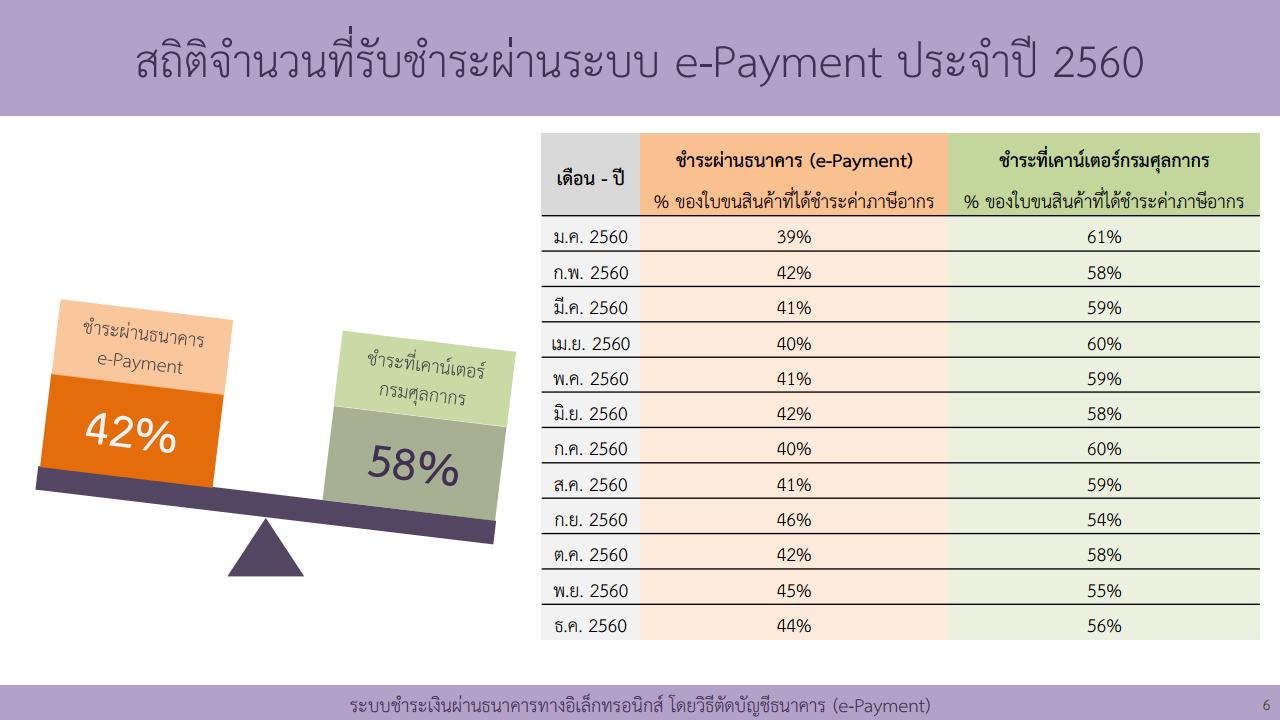 สถิติจำนวนที่รับชำระผ่านระบบ e-Payment ประจำปี 2560
ชำระผ่านธนาคาร
e-Payment
42%
ชำระที่เคาน์เตอร์
กรมศุลกากร
58%
เดือน - ปี
ชำระผ่านธนาคาร (e-Payment)
ชำระที่เคาน์เตอร์กรมศุลกากร
% ของใบขนสินค้าที่ได้ชำระค่าภาษีอากร
% ของใบขนสินค้าที่ได้ชำระค่าภาษีอากร
ม.ค. 2560 39% 61%
ก.พ. 2560 42% 58%
มี.ค. 2560 41% 59%
เม.ย. 2560 40% 60%
พ.ค. 2560 41% 59%
มิ.ย. 2560 42% 58%
ก.ค. 2560 40% 60%
ส.ค. 2560 41% 59%
ก.ย. 2560 46% 54%
ต.ค. 2560 42% 58%
พ.ย. 2560 45% 55%
ธ.ค. 2560 44% 56%
ระบบชำระเงินผ่านธนาคารทางอิเล็กทรอนิกส์ โดยวิธีตัดบัญชีธนาคาร (e-Payment)
6